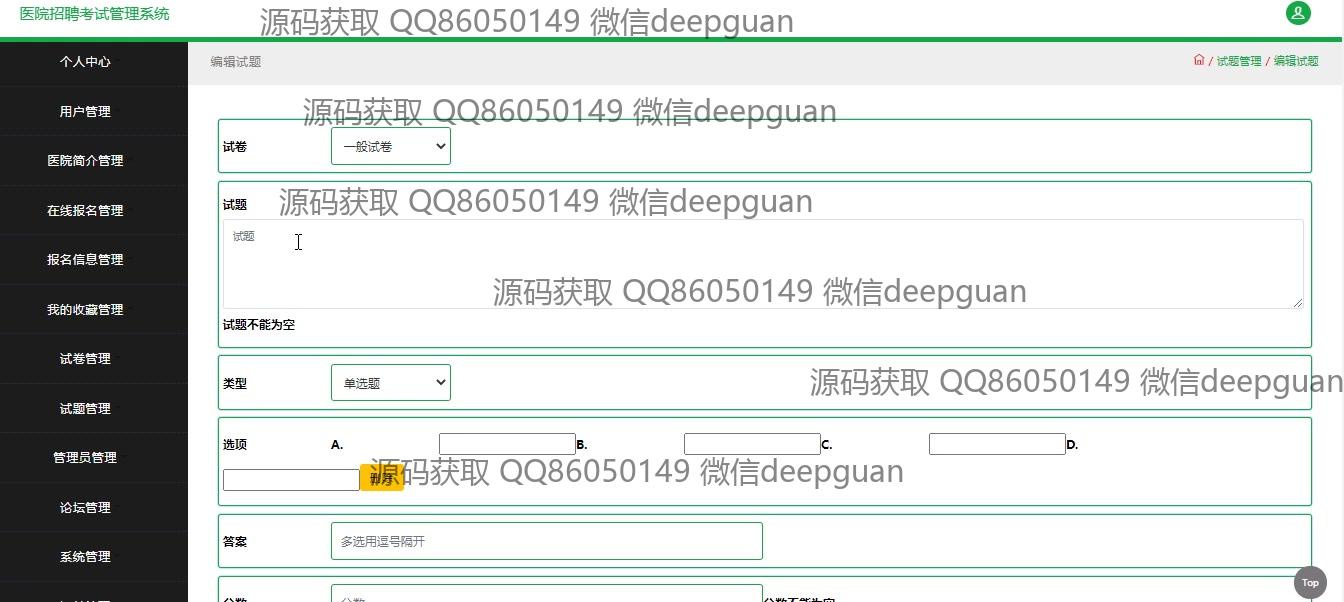 医院招聘考试管理系统
源码获取 QQ86050149 微信deepguan
个人中心
编辑试题
/ 试题管理 / 编辑试题
用户管理
源码获取 QQ86050149 微信deepguan
试卷
一般试卷
医院简介管理
试题
源码获取 QQ86050149 微信deepguan
在线报名管理
试题
报名信息管理
源码获取 QQ86050149 微信deepguan
我的收藏管理
试题不能为空
试卷管理
类型
单选题
源码获取 QQ86050149 微信deepguan
试题管理
选项
A.
B.
C.
D.
管理员管理
删除
源码获取 QQ86050149 微信deepguan
论坛管理
答案
多选用逗号隔开
系统管理
Top
分数
分数
分数不能为空